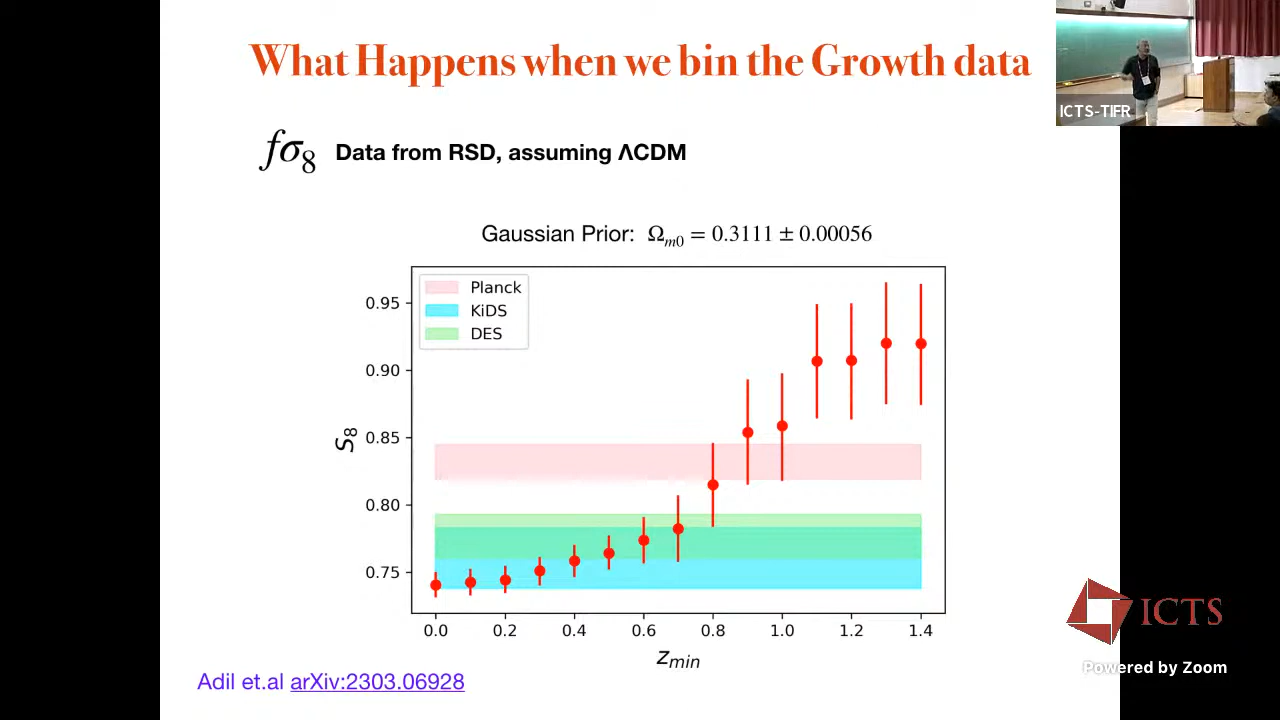 What Happens when we bin the Growth data
ICTS-TIFR
fσ8 Data from RSD, assuming ΛCDM
Gaussian Prior: Ωm0 = 0.3111 ± 0.00056
Planck
KiDS
DES
0.95
0.90
0.85
0.80
0.75
S8
0.0 0.2 0.4 0.6 0.8 1.0 1.2 1.4
zmin
ICTS
Powered by Zoom
Adil et.al arXiv:2303.06928